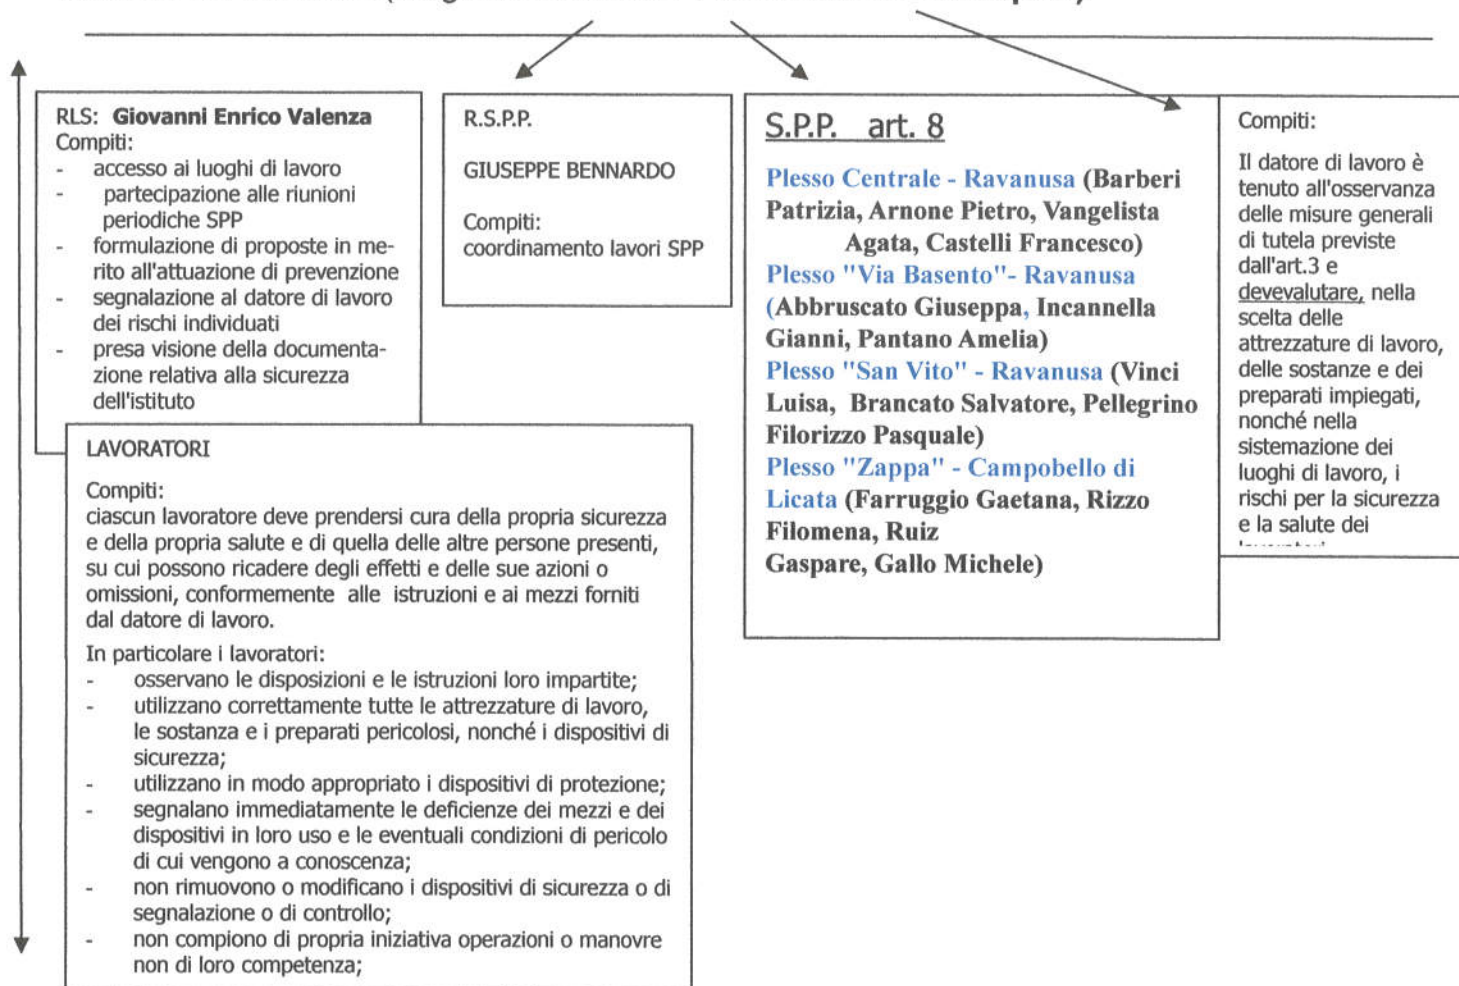 RLS: Giovanni Enrico Valenza
Compiti:
- accesso ai luoghi di lavoro
- partecipazione alle riunioni
periodiche SPP
- formulazione di proposte in me-
rito all'attuazione di prevenzione
- segnalazione al datore di lavoro
dei rischi individuati
- presa visione della documenta-
zione relativa alla sicurezza
dell'istituto
R.S.P.P.
GIUSEPPE BENNARDO
Compiti:
coordinamento lavori SPP
S.P.P. art. 8
Plesso Centrale - Ravanusa (Barberi
Patrizia, Arnone Pietro, Vangelista
Agata, Castelli Francesco)
Plesso "Via Basento"- Ravanusa
(Abbruscato Giuseppa, Incannella
Gianni, Pantano Amelia)
Plesso "San Vito" - Ravanusa (Vinci
Luisa, Brancato Salvatore, Pellegrino
Filorizzo Pasquale)
Plesso "Zappa" - Campobello di
Licata (Farruggio Gaetana, Rizzo
Filomena, Ruiz
Gaspare, Gallo Michele)
Compiti:
Il datore di lavoro è
tenuto all'osservanza
delle misure generali
di tutela previste
dall'art.3 e
devevalutare, nella
scelta delle
attrezzature di lavoro,
delle sostanze e dei
preparati impiegati,
nonché nella
sistemazione dei
luoghi di lavoro, i
rischi per la sicurezza
e la salute dei
LAVORATORI
Compiti:
ciascun lavoratore deve prendersi cura della propria sicurezza
e della propria salute e di quella delle altre persone presenti,
su cui possono ricadere degli effetti e delle sue azioni o
omissioni, conformemente alle istruzioni e ai mezzi forniti
dal datore di lavoro.
In particolare i lavoratori:
- osservano le disposizioni e le istruzioni loro impartite;
- utilizzano correttamente tutte le attrezzature di lavoro,
le sostanza e i preparati pericolosi, nonché i dispositivi di
sicurezza;
- utilizzano in modo appropriato i dispositivi di protezione;
- segnalano immediatamente le deficienze dei mezzi e dei
dispositivi in loro uso e le eventuali condizioni di pericolo
di cui vengono a conoscenza;
- non rimuovono o modificano i dispositivi di sicurezza o di
segnalazione o di controllo;
- non compiono di propria iniziativa operazioni o manovre
non di loro competenza;